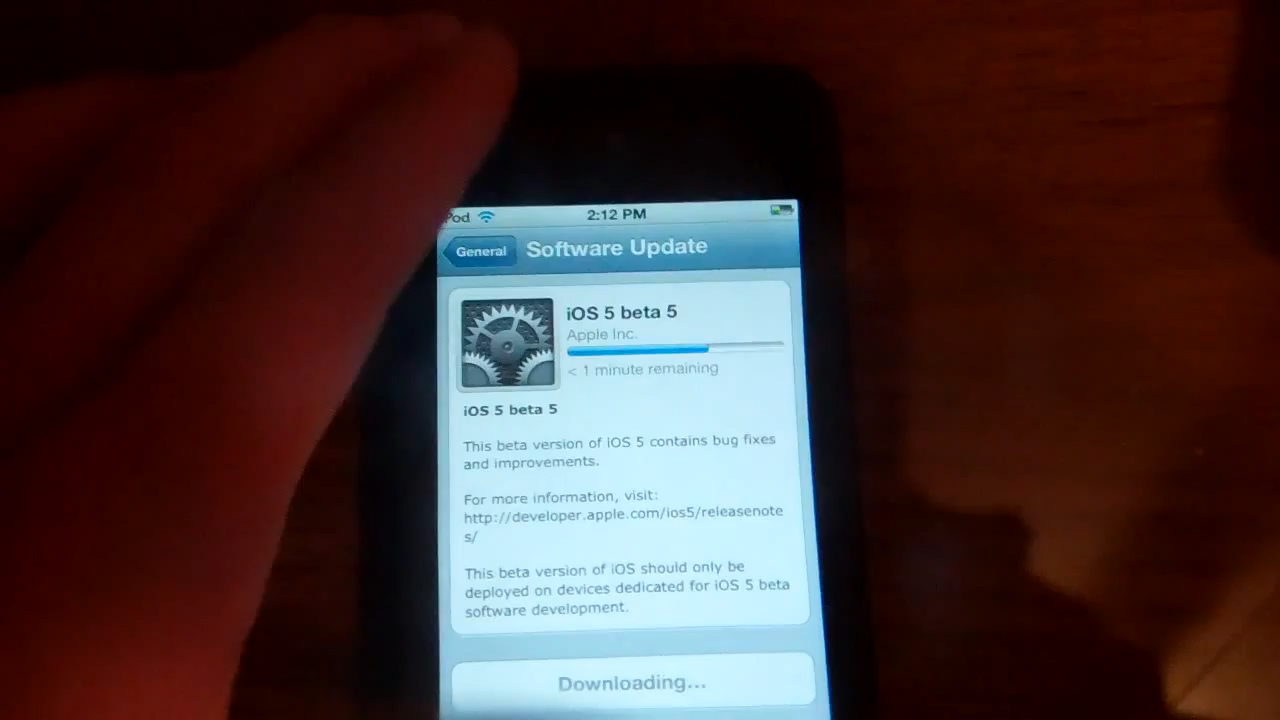 Pod 2:12 PM
General Software Update
iOS 5 beta 5
Apple Inc.
< 1 minute remaining
iOS 5 beta 5
This beta version of iOS 5 contains bug fixes
and improvements.
For more information, visit:
http://developer.apple.com/ios5/releasenote
s/
This beta version of iOS should only be
deployed on devices dedicated for iOS 5 beta
software development.
Downloading...